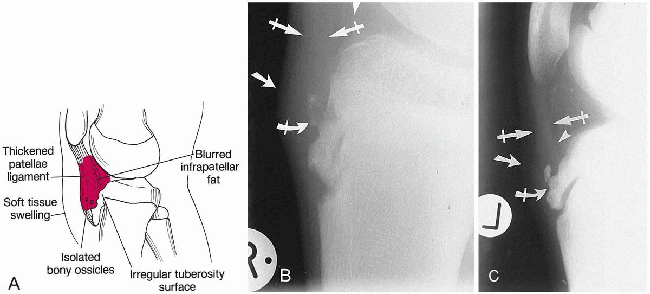 Thickened
patellae
ligament
Soft tissue
swelling
Isolated
bony ossicles
Blurred
infrapatellar
fat
Irregular tuberosity
surface
A
R
B
L
C